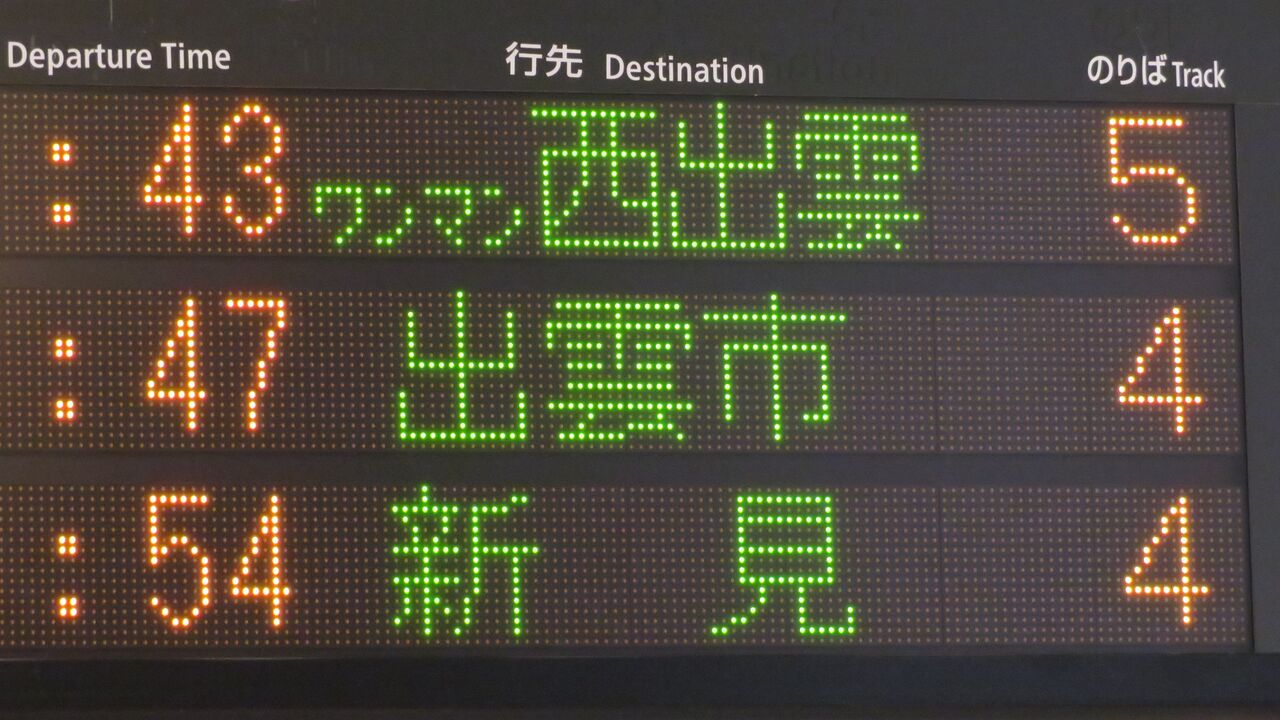 Departure Time 行先 Destination のりば Track
:43 ワンマン 西出雲 5
:47 出雲市 4
:54 新見 4